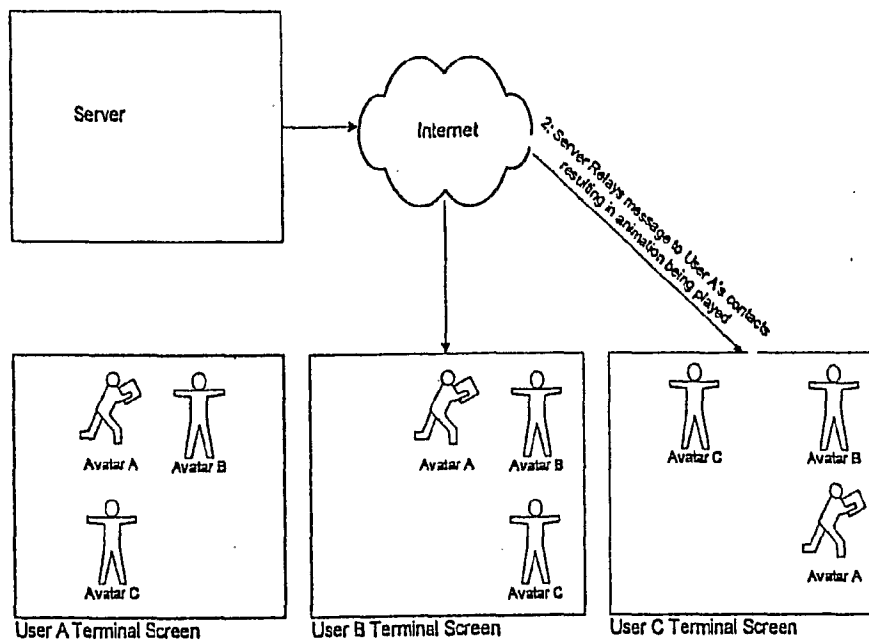 Server
Internet
2: Server Relays message to User A's contacts
resulting in animation being played
Avatar A
Avatar B
Avatar C
User A Terminal Screen
Avatar A
Avatar B
Avatar C
User B Terminal Screen
Avatar C
Avatar B
Avatar A
User C Terminal Screen